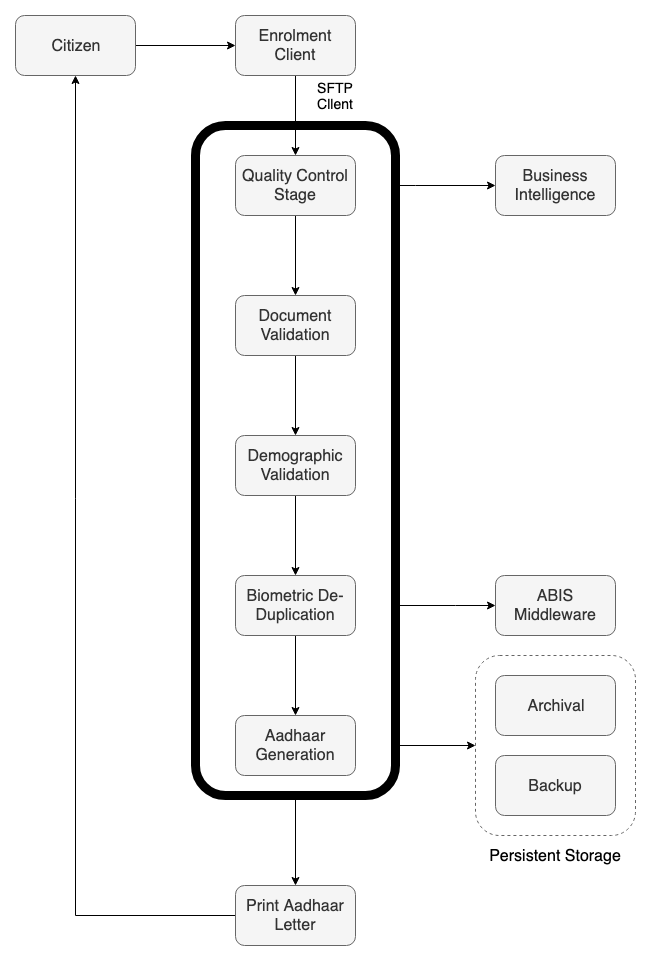 Citizen
Enrolment
Client
SFTP
Client
Quality Control
Stage
Business
Intelligence
Document
Validation
Demographic
Validation
Biometric De-
Duplication
ABIS
Middleware
Aadhaar
Generation
Archival
Backup
Persistent Storage
Print Aadhaar
Letter